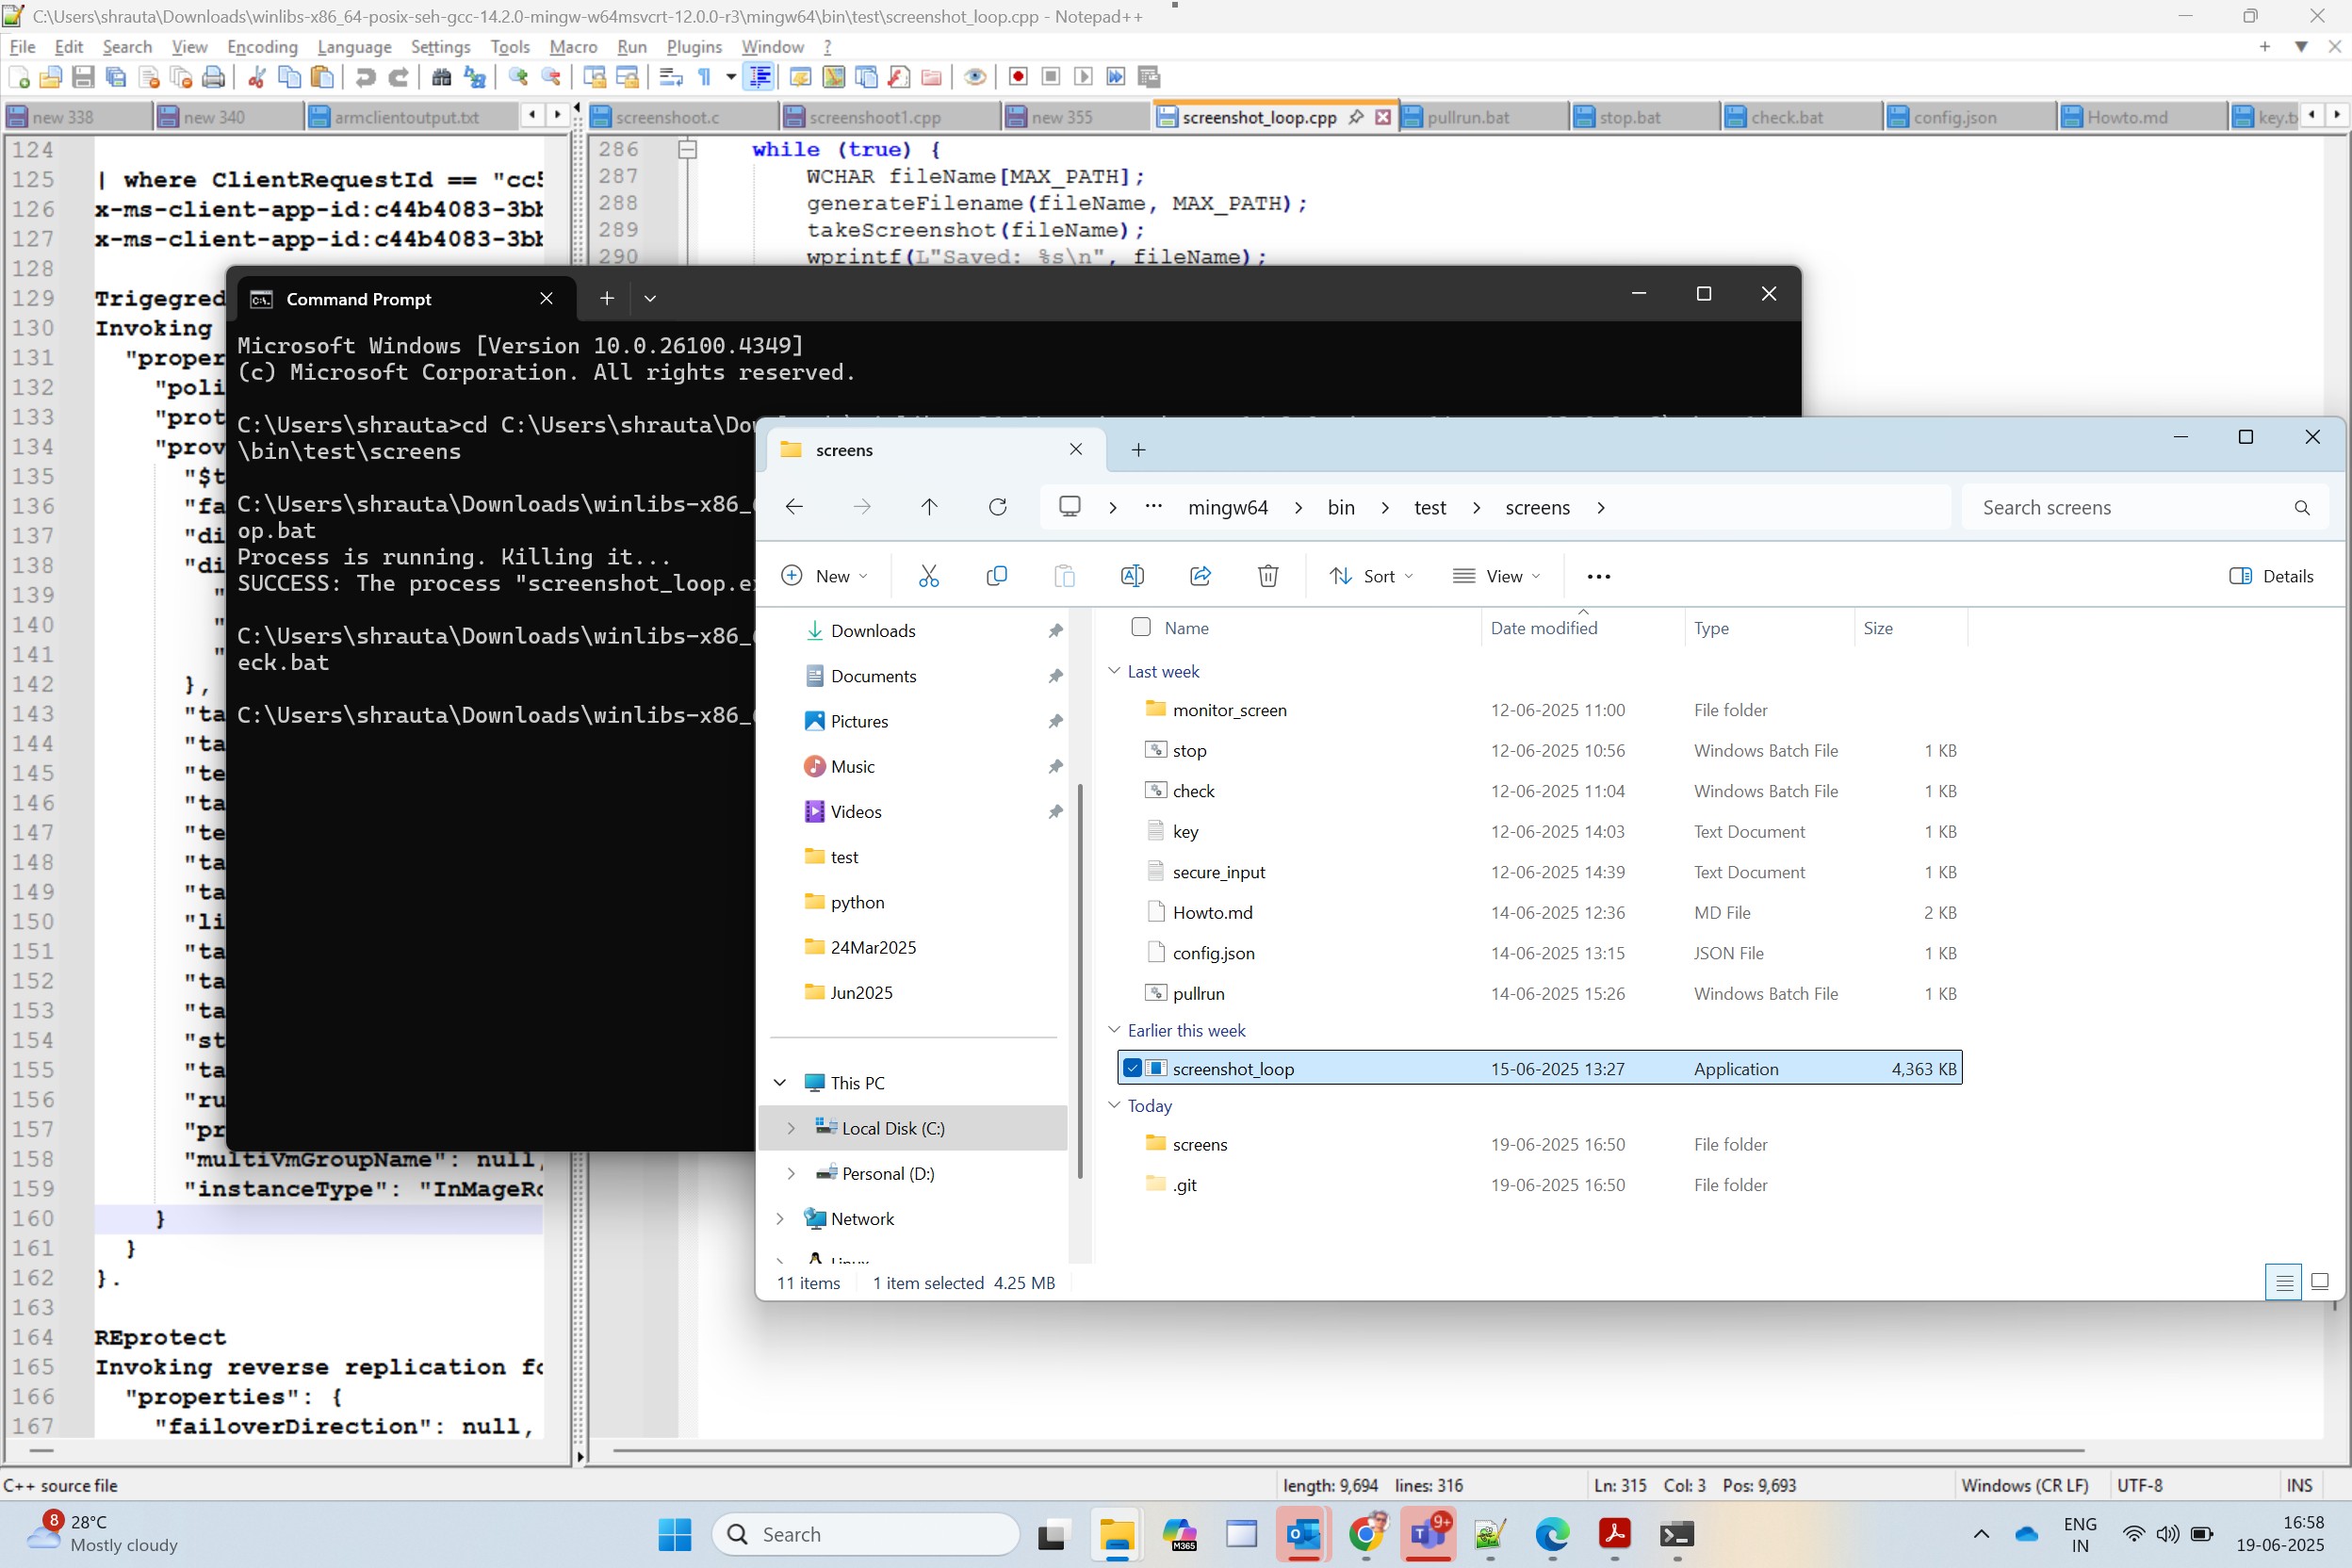 C:\Users\shrauta\Downloads\winlibs-x86_64-posix-seh-gcc-14.2.0-mingw-w64msvcrt-12.0.0-r3\mingw64\bin\test\screenshot_loop.cpp - Notepad++
File Edit Search View Encoding Language Settings Tools Macro Run Plugins Window ?
new 338 new 340 armclientoutput.txt screenshoot.c screenshoot1.cpp new 355 screenshot_loop.cpp pullrun.bat stop.bat check.bat config.json Howto.md key.t
124
125 | where ClientRequestId == "cc5
126 x-ms-client-app-id:c44b4083-3bb
127 x-ms-client-app-id:c44b4083-3bb
128
129 Trigegred
130 Invoking
131 "proper
132 "poli
133 "prot
134 "prov
135 "$t
136 "fa
137 "di
138 "di
139 "
140 "
141 "
142 },
143 "ta
144 "ta
145 "te
146 "ta
147 "te
148 "ta
149 "ta
150 "li
151 "ta
152 "ta
153 "ta
154 "st
155 "ta
156 "ru
157 "pr
158 "multiVmGroupName": null,
159 "instanceType": "InMageRc
160 }
161 }
162 }.
163
164 REprotect
165 Invoking reverse replication fo
166 "properties": {
167 "failoverDirection": null,
286 while (true) {
287 WCHAR fileName[MAX_PATH];
288 generateFilename(fileName, MAX_PATH);
289 takeScreenshot(fileName);
290 wprintf(L"Saved: %s\n", fileName);
Command Prompt
Microsoft Windows [Version 10.0.26100.4349]
(c) Microsoft Corporation. All rights reserved.
C:\Users\shrauta>cd C:\Users\shrauta\Dow
\bin\test\screens
C:\Users\shrauta\Downloads\winlibs-x86_
op.bat
Process is running. Killing it...
SUCCESS: The process "screenshot_loop.ex
C:\Users\shrauta\Downloads\winlibs-x86_
eck.bat
C:\Users\shrauta\Downloads\winlibs-x86_
screens
mingw64 > bin > test > screens >
Search screens
New Sort View Details
Downloads
Documents
Pictures
Music
Videos
test
python
24Mar2025
Jun2025
This PC
Local Disk (C:)
Personal (D:)
Network
Linux
Name Date modified Type Size
Last week
monitor_screen 12-06-2025 11:00 File folder
stop 12-06-2025 10:56 Windows Batch File 1 KB
check 12-06-2025 11:04 Windows Batch File 1 KB
key 12-06-2025 14:03 Text Document 1 KB
secure_input 12-06-2025 14:39 Text Document 1 KB
Howto.md 14-06-2025 12:36 MD File 2 KB
config.json 14-06-2025 13:15 JSON File 1 KB
pullrun 14-06-2025 15:26 Windows Batch File 1 KB
Earlier this week
screenshot_loop 15-06-2025 13:27 Application 4,363 KB
Today
screens 19-06-2025 16:50 File folder
.git 19-06-2025 16:50 File folder
11 items 1 item selected 4.25 MB
C++ source file length: 9,694 lines: 316 Ln: 315 Col: 3 Pos: 9,693 Windows (CR LF) UTF-8 INS
8 28°C
Mostly cloudy
Search
M365
9+
ENG
IN
16:58
19-06-2025